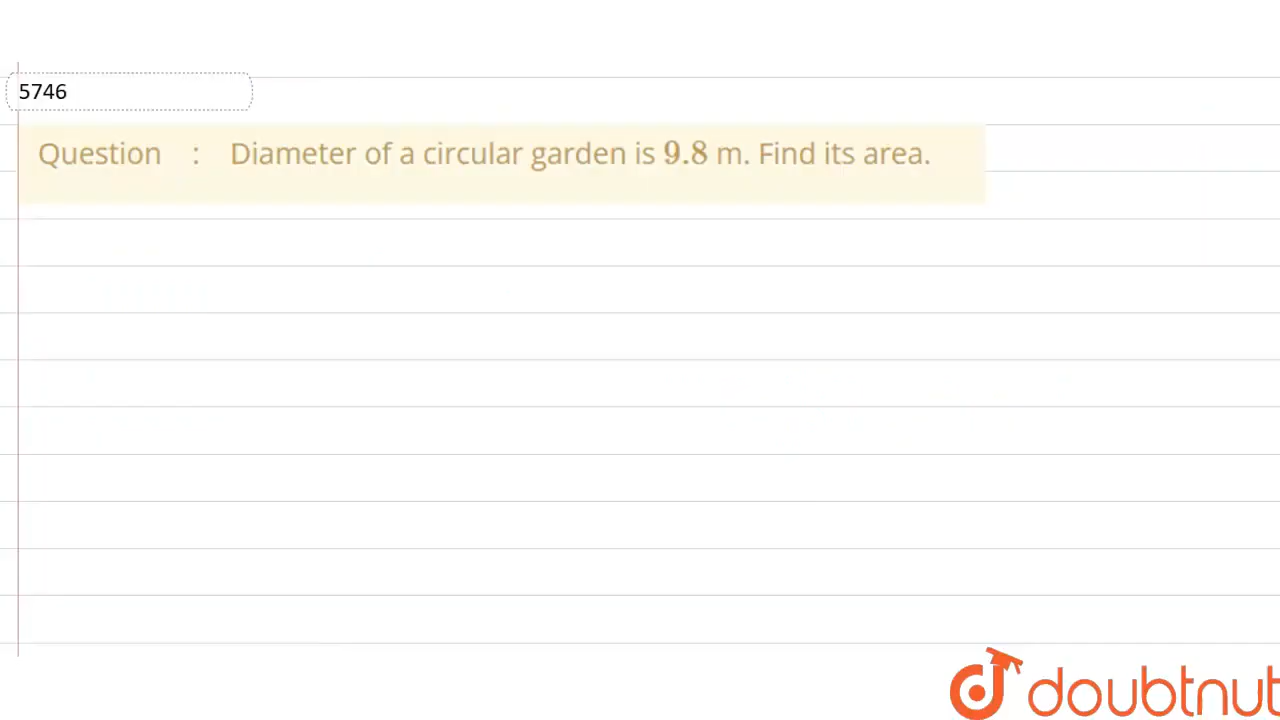 5746
Question : Diameter of a circular garden is 9.8 m. Find its area.
doubtnut